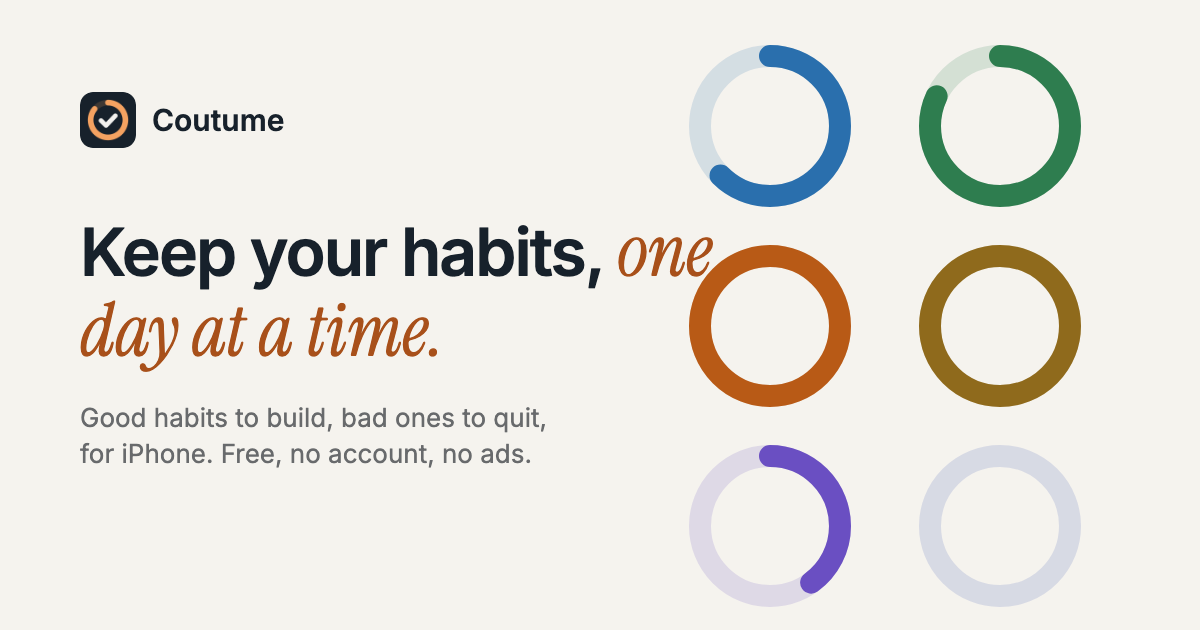 Coutume
Keep your habits, one
day at a time.
Good habits to build, bad ones to quit,
for iPhone. Free, no account, no ads.